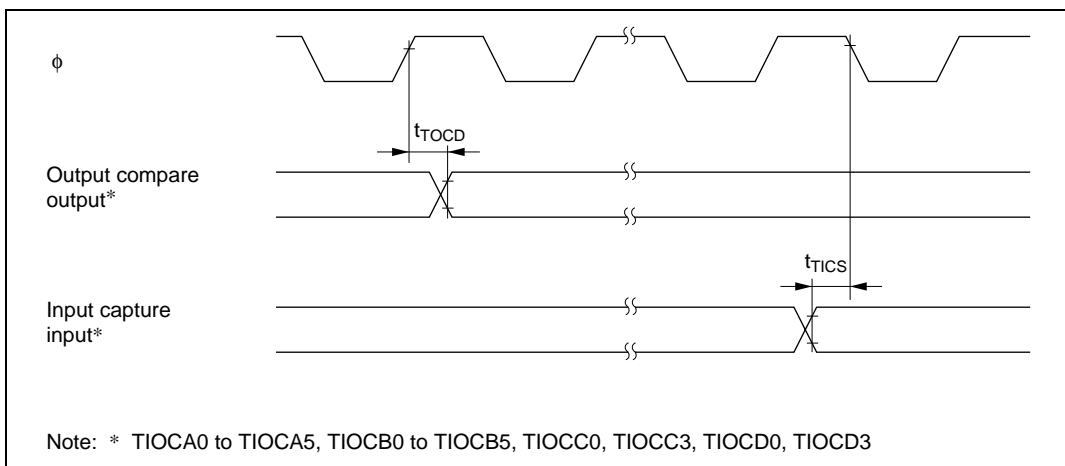 ϕ
tTOCD
Output compare
output*
tTICS
Input capture
input*
Note: * TIOCA0 to TIOCA5, TIOCB0 to TIOCB5, TIOCC0, TIOCC3, TIOCD0, TIOCD3